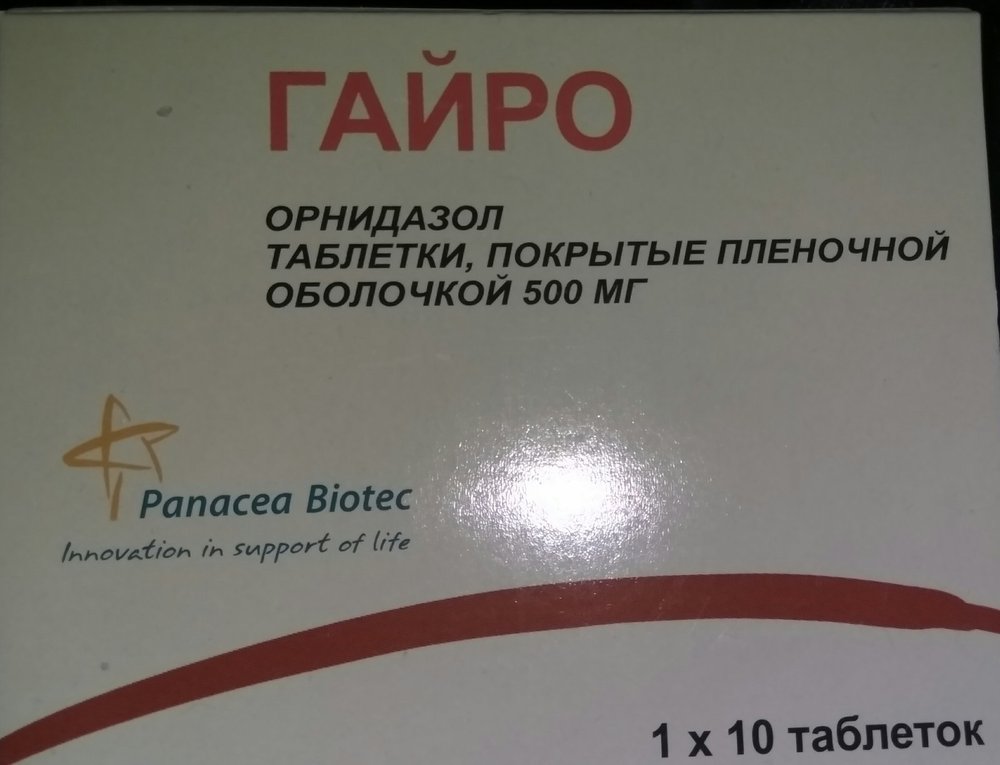 ГАЙРО
ОРНИДАЗОЛ
ТАБЛЕТКИ, ПОКРЫТЫЕ ПЛЕНОЧНОЙ
ОБОЛОЧКОЙ 500 МГ
Panacea Biotec
Innovation in support of life
1 x 10 таблеток